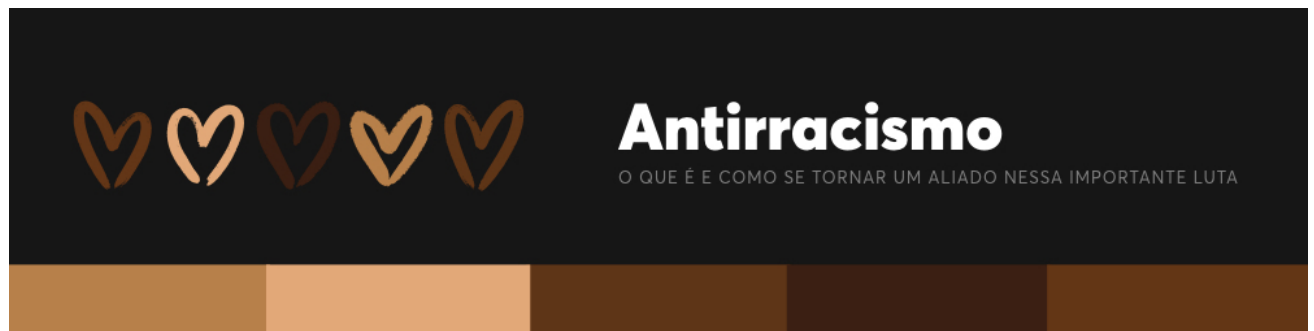 Antirracismo
O QUE É E COMO SE TORNAR UM ALIADO NESSA IMPORTANTE LUTA